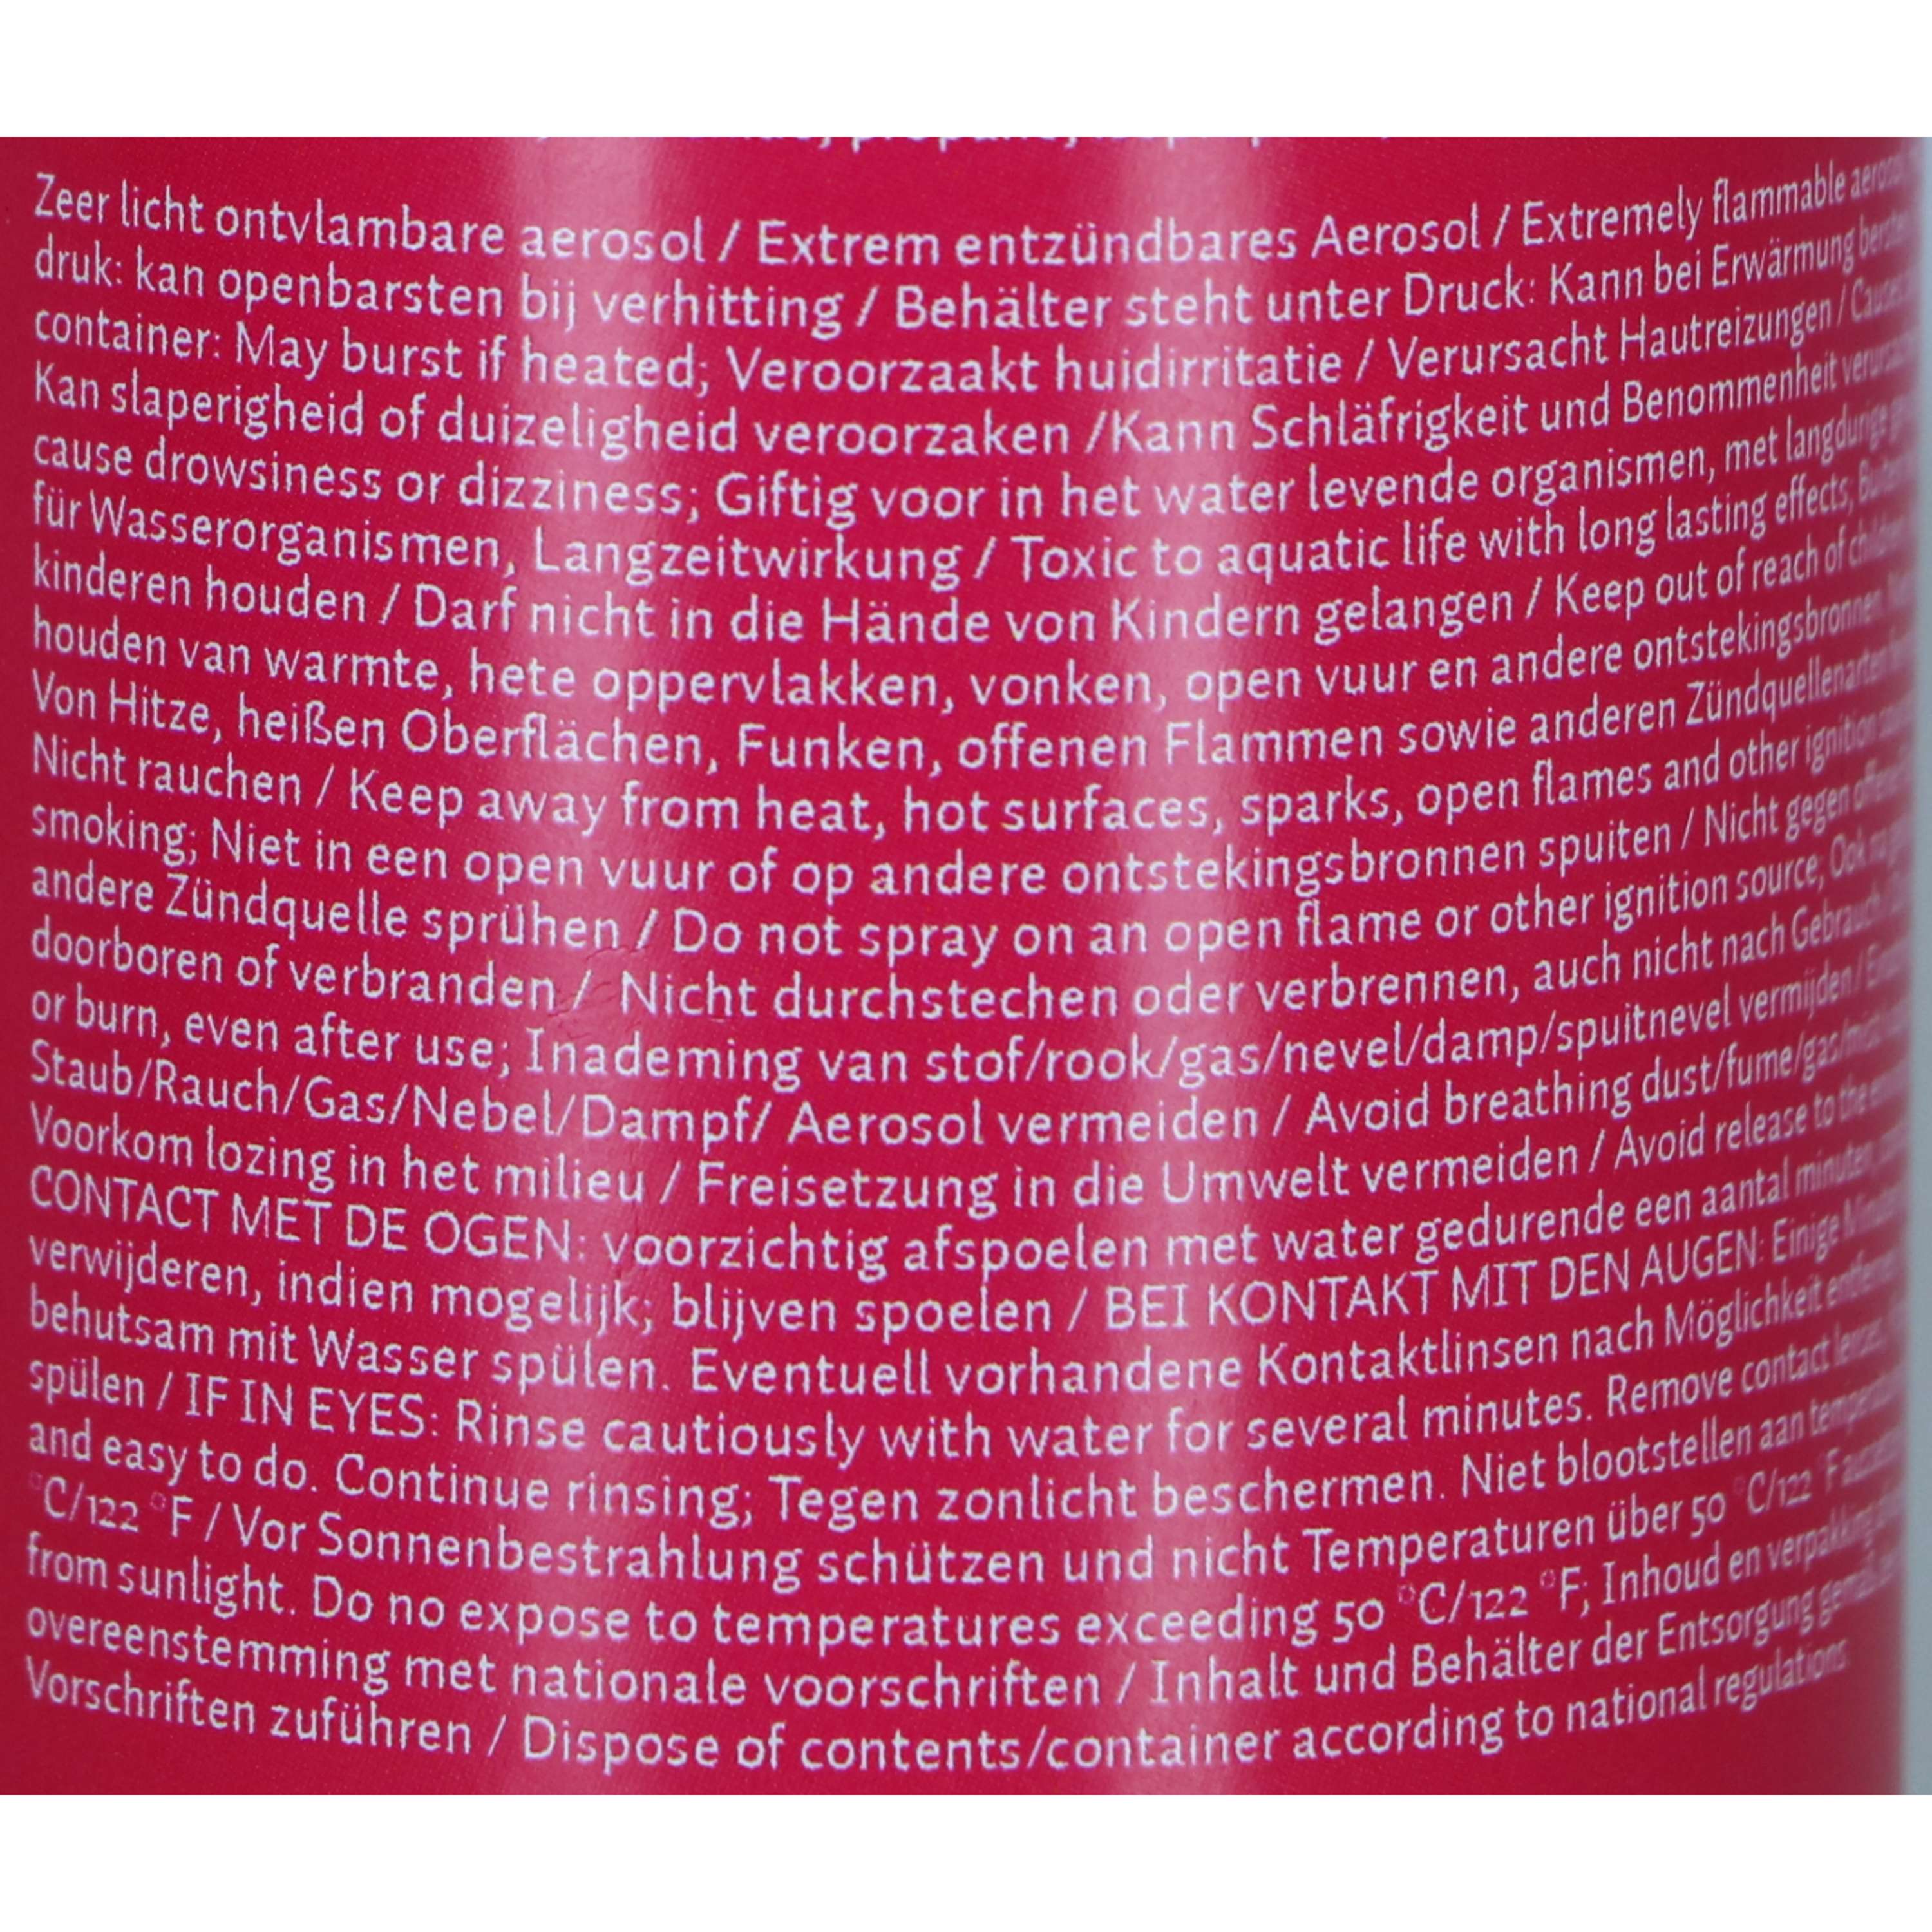 Zeer licht ontvlambare aerosol / Extrem entzündbares Aerosol / Extremely flammable
druk: kan openbarsten bij verhitting / Behälter steht unter Druck: Kann bei Erwärmung
container: May burst if heated; Veroorzaakt huidirritatie / Verursacht Hautreizungen /
Kan slaperigheid of duizeligheid veroorzaken /Kann Schläfrigkeit und Benommenheit
cause drowsiness or dizziness; Giftig voor in het water levende organismen, met langdurige
für Wasserorganismen, Langzeitwirkung / Toxic to aquatic life with long lasting effects;
kinderen houden / Darf nicht in die Hände von Kindern gelangen / Keep out of reach of
houden van warmte, hete oppervlakken, vonken, open vuur en andere ontstekingsbronnen.
Von Hitze, heißen Oberflächen, Funken, offenen Flammen sowie anderen Zündquellenarten
Nicht rauchen / Keep away from heat, hot surfaces, sparks, open flames and other ignition
smoking; Niet in een open vuur of op andere ontstekingsbronnen spuiten / Nicht gegen
andere Zündquelle sprühen / Do not spray on an open flame or other ignition source;
doorboren of verbranden / Nicht durchstechen oder verbrennen, auch nicht nach Gebrauch
or burn, even after use; Inademing van stof/rook/gas/nevel/damp/spuitnevel vermijden /
Staub/Rauch/Gas/Nebel/Dampf/ Aerosol vermeiden / Avoid breathing dust/fume/gas/
Voorkom lozing in het milieu / Freisetzung in die Umwelt vermeiden / Avoid release to the
CONTACT MET DE OGEN: voorzichtig afspoelen met water gedurende een aantal minuten
verwijderen, indien mogelijk; blijven spoelen / BEI KONTAKT MIT DEN AUGEN: Einige
behutsam mit Wasser spülen. Eventuell vorhandene Kontaktlinsen nach Möglichkeit
spülen / IF IN EYES: Rinse cautiously with water for several minutes. Remove contact
and easy to do. Continue rinsing; Tegen zonlicht beschermen. Niet blootstellen aan
°C/122 °F / Vor Sonnenbestrahlung schützen und nicht Temperaturen über 50 °C/122 °F
from sunlight. Do no expose to temperatures exceeding 50 °C/122 °F; Inhoud en
overeenstemming met nationale voorschriften / Inhalt und Behälter der Entsorgung
Vorschriften zuführen / Dispose of contents/container according to national regulations